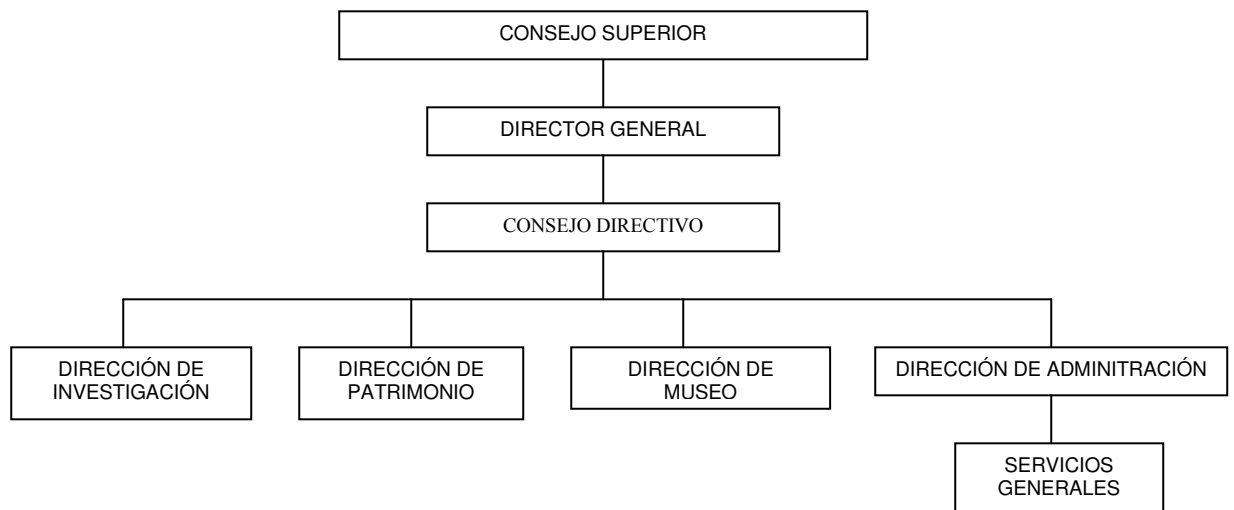 CONSEJO SUPERIOR
DIRECTOR GENERAL
CONSEJO DIRECTIVO
DIRECCIÓN DE
INVESTIGACIÓN
DIRECCIÓN DE
PATRIMONIO
DIRECCIÓN DE
MUSEO
DIRECCIÓN DE ADMINITRACIÓN
SERVICIOS
GENERALES